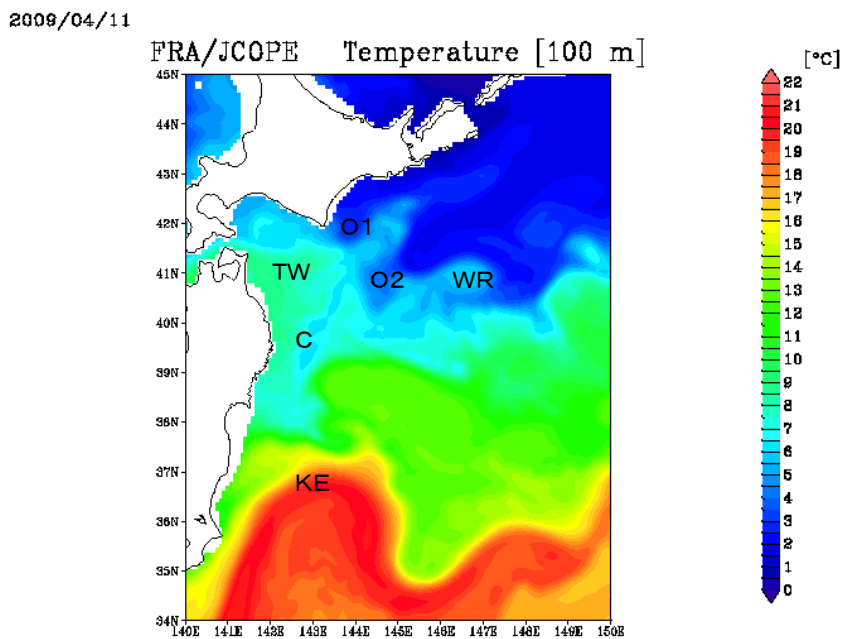 2009/04/11
FRA/JCOPE Temperature [100 m]
[°C]
45N
44N
43N
42N
41N
40N
39N
38N
37N
36N
35N
34N
140E 141E 142E 143E 144E 145E 146E 147E 148E 149E 150E
O1
TW
O2
WR
C
KE
22
21
20
19
18
17
16
15
14
13
12
11
10
9
8
7
6
5
4
3
2
1
0